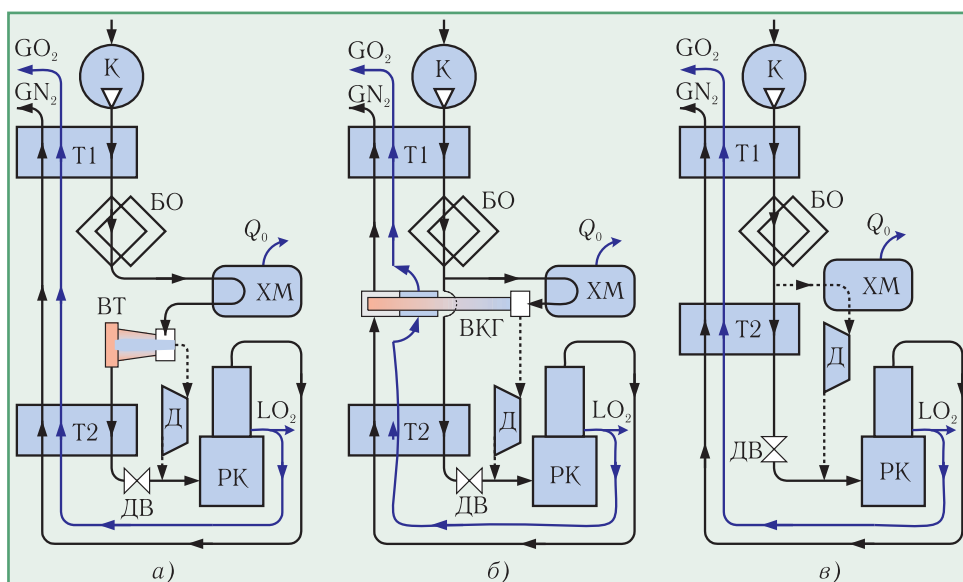 GO₂
GN₂
К
Т1
БО
Q₀
ХМ
ВТ
Д
LO₂
Т2
РК
ДВ
а)
GO₂
GN₂
К
Т1
БО
Q₀
ХМ
ВКГ
Д
LO₂
Т2
РК
ДВ
б)
GO₂
GN₂
К
Т1
БО
Q₀
ХМ
Т2
Д
LO₂
ДВ
РК
в)